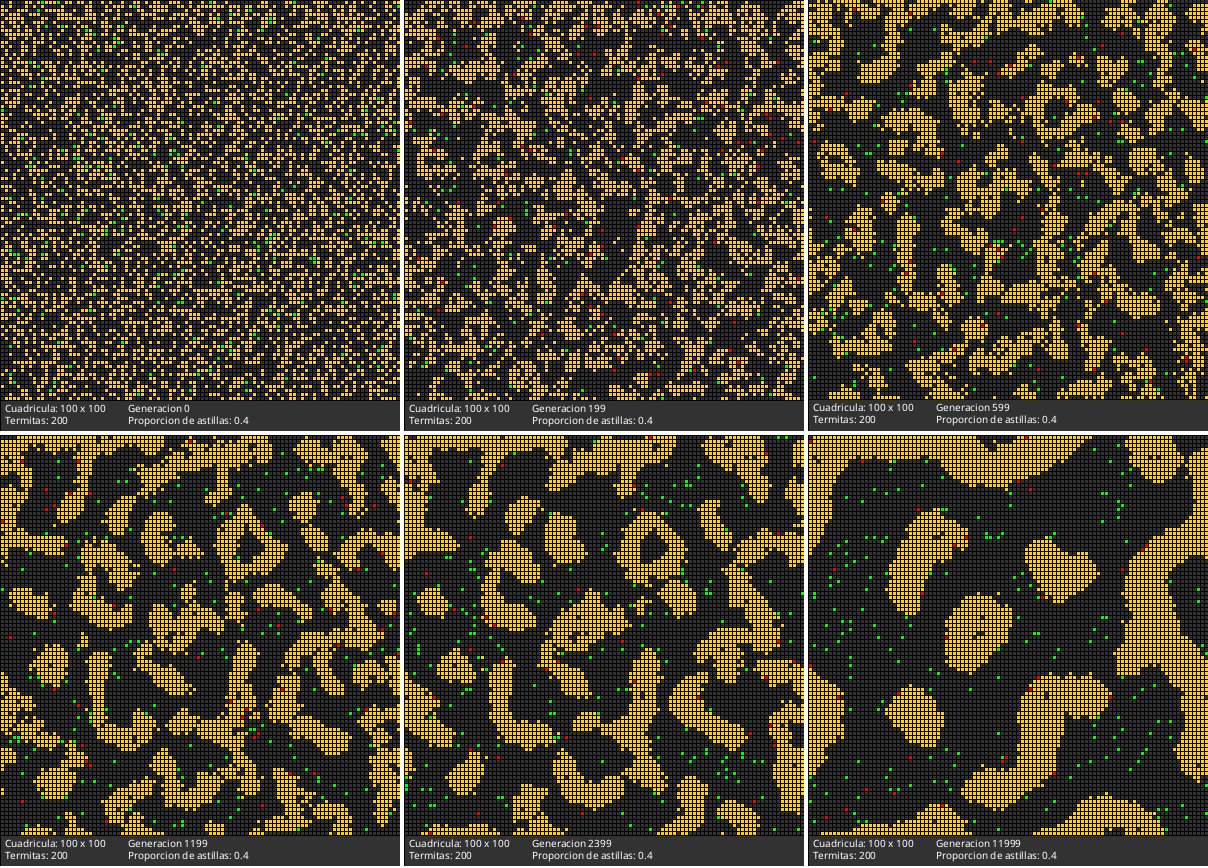 Cuadricula: 100 x 100 Generacion 0
Termitas: 200 Proporcion de astillas: 0.4
Cuadricula: 100 x 100 Generacion 199
Termitas: 200 Proporcion de astillas: 0.4
Cuadricula: 100 x 100 Generacion 599
Termitas: 200 Proporcion de astillas: 0.4
Cuadricula: 100 x 100 Generacion 1199
Termitas: 200 Proporcion de astillas: 0.4
Cuadricula: 100 x 100 Generacion 2399
Termitas: 200 Proporcion de astillas: 0.4
Cuadricula: 100 x 100 Generacion 11999
Termitas: 200 Proporcion de astillas: 0.4